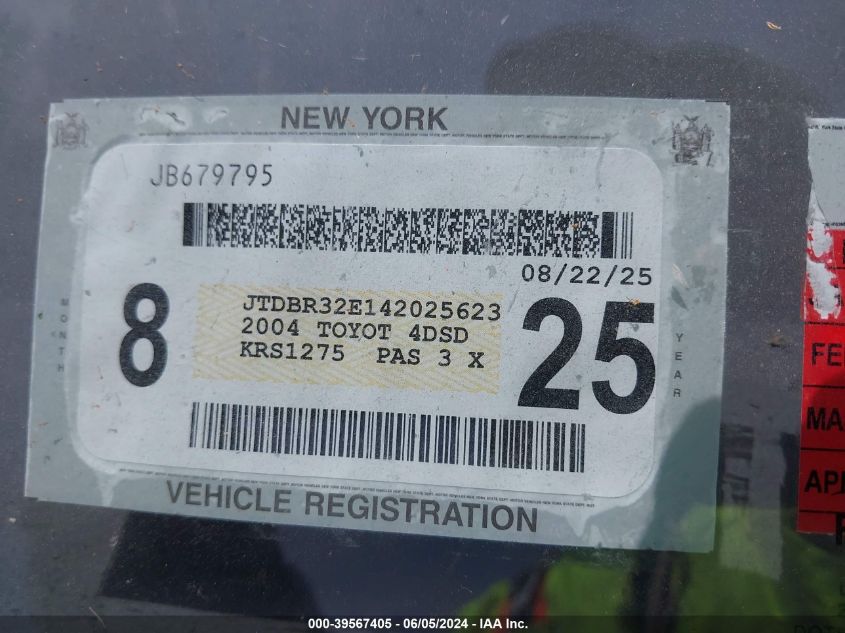 NEW YORK
JB679795
08/22/25
8
MONTH
JTDBR32E142025623
2004 TOYOT 4DSD
KRS1275 PAS 3 X
25
YEAR
VEHICLE REGISTRATION
FE
MA
AP
000-39567405 - 06/05/2024 - IAA Inc.